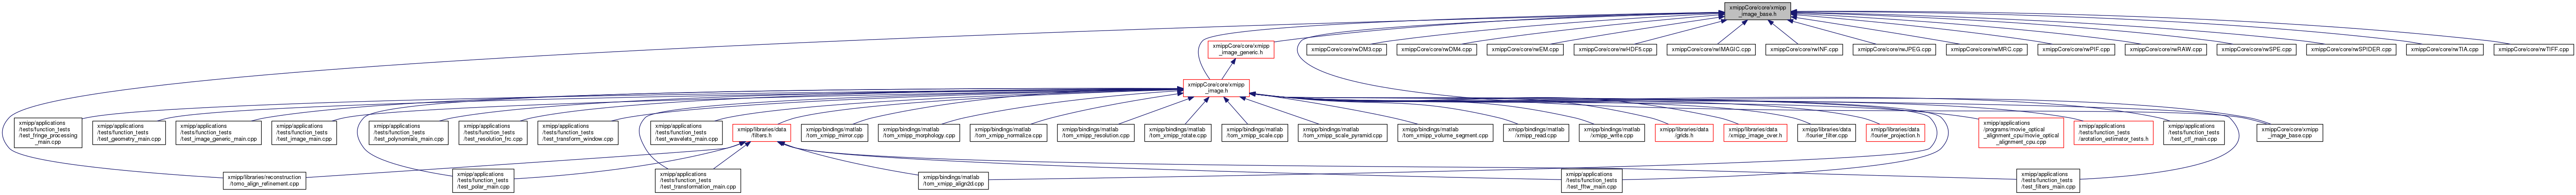 xmippCore/core/xmipp
_image_base.h
xmippCore/core/xmipp
_image_generic.h
xmippCore/core/rwDM3.cpp
xmippCore/core/rwDM4.cpp
xmippCore/core/rwEM.cpp
xmippCore/core/rwHDF5.cpp
xmippCore/core/rwIMAGIC.cpp
xmippCore/core/rwINF.cpp
xmippCore/core/rwJPEG.cpp
xmippCore/core/rwMRC.cpp
xmippCore/core/rwPIF.cpp
xmippCore/core/rwRAW.cpp
xmippCore/core/rwSPE.cpp
xmippCore/core/rwSPIDER.cpp
xmippCore/core/rwTIA.cpp
xmippCore/core/rwTIFF.cpp
xmippCore/core/xmipp
_image.h
xmipp/applications
/tests/function_tests
/test_fringe_processing
_main.cpp
xmipp/applications
/tests/function_tests
/test_geometry_main.cpp
xmipp/applications
/tests/function_tests
/test_image_generic_main.cpp
xmipp/applications
/tests/function_tests
/test_image_main.cpp
xmipp/applications
/tests/function_tests
/test_polynomials_main.cpp
xmipp/applications
/tests/function_tests
/test_resolution_frc.cpp
xmipp/applications
/tests/function_tests
/test_transform_window.cpp
xmipp/applications
/tests/function_tests
/test_wavelets_main.cpp
xmipp/libraries/data
/filters.h
xmipp/bindings/matlab
/tom_xmipp_mirror.cpp
xmipp/bindings/matlab
/tom_xmipp_morphology.cpp
xmipp/bindings/matlab
/tom_xmipp_normalize.cpp
xmipp/bindings/matlab
/tom_xmipp_resolution.cpp
xmipp/bindings/matlab
/tom_xmipp_rotate.cpp
xmipp/bindings/matlab
/tom_xmipp_scale.cpp
xmipp/bindings/matlab
/tom_xmipp_scale_pyramid.cpp
xmipp/bindings/matlab
/tom_xmipp_volume_segment.cpp
xmipp/bindings/matlab
/xmipp_read.cpp
xmipp/bindings/matlab
/xmipp_write.cpp
xmipp/libraries/data
/grids.h
xmipp/libraries/data
/xmipp_image_over.h
xmipp/libraries/data
/fourier_filter.cpp
xmipp/libraries/data
/fourier_projection.h
xmipp/applications
/programs/movie_optical
_alignment_cpu/movie_optical
_alignment_cpu.cpp
xmipp/applications
/tests/function_tests
/arotation_estimator_tests.h
xmipp/applications
/tests/function_tests
/test_ctf_main.cpp
xmippCore/core/xmipp
_image_base.cpp
xmipp/libraries/reconstruction
/tomo_align_refinement.cpp
xmipp/applications
/tests/function_tests
/test_polar_main.cpp
xmipp/applications
/tests/function_tests
/test_transformation_main.cpp
xmipp/bindings/matlab
/tom_xmipp_align2d.cpp
xmipp/applications
/tests/function_tests
/test_fftw_main.cpp
xmipp/applications
/tests/function_tests
/test_filters_main.cpp